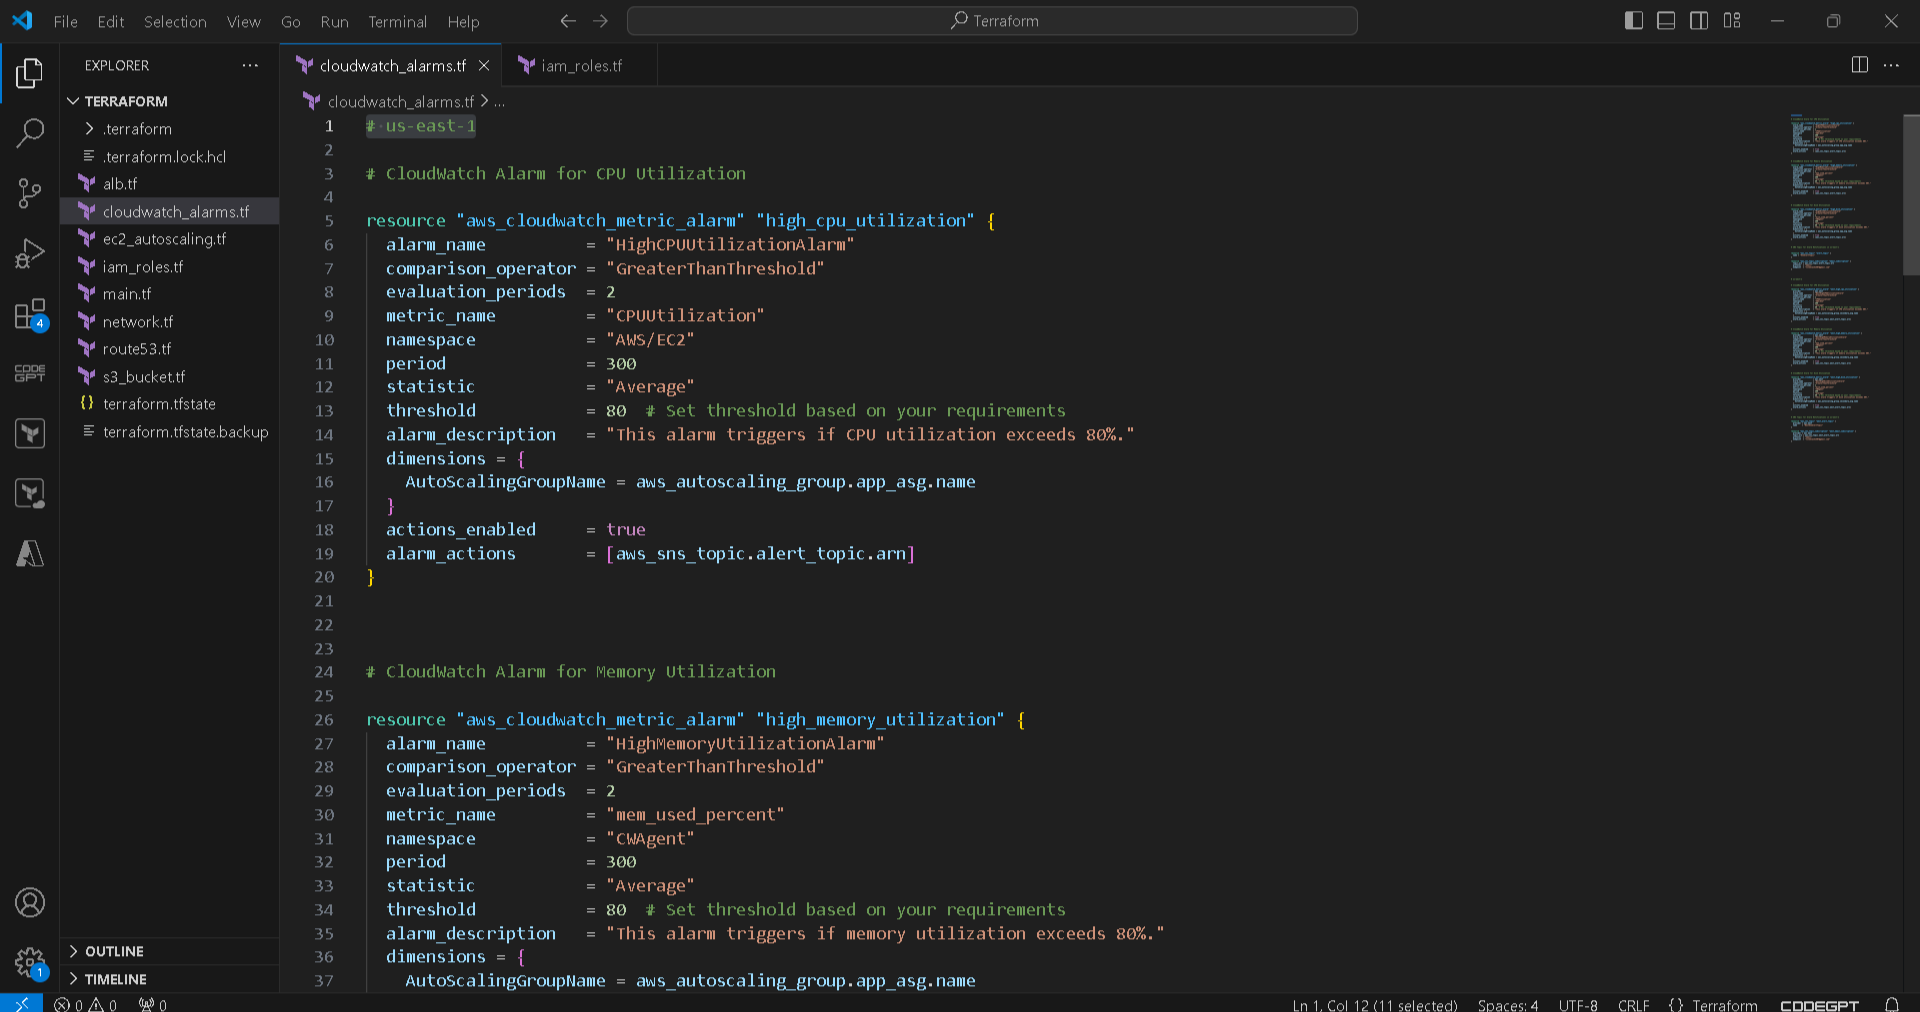 File Edit Selection View Go Run Terminal Help
Terraform
EXPLORER
TERRAFORM
.terraform
.terraform.lock.hcl
alb.tf
cloudwatch_alarms.tf
ec2_autoscaling.tf
iam_roles.tf
main.tf
network.tf
route53.tf
s3_bucket.tf
terraform.tfstate
terraform.tfstate.backup
OUTLINE
TIMELINE
4
CODE
GPT
1
cloudwatch_alarms.tf
iam_roles.tf
cloudwatch_alarms.tf > ...
1 # us-east-1
2
3 # CloudWatch Alarm for CPU Utilization
4
5 resource "aws_cloudwatch_metric_alarm" "high_cpu_utilization" {
6 alarm_name = "HighCPUUtilizationAlarm"
7 comparison_operator = "GreaterThanThreshold"
8 evaluation_periods = 2
9 metric_name = "CPUUtilization"
10 namespace = "AWS/EC2"
11 period = 300
12 statistic = "Average"
13 threshold = 80 # Set threshold based on your requirements
14 alarm_description = "This alarm triggers if CPU utilization exceeds 80%."
15 dimensions = {
16 AutoScalingGroupName = aws_autoscaling_group.app_asg.name
17 }
18 actions_enabled = true
19 alarm_actions = [aws_sns_topic.alert_topic.arn]
20 }
21
22
23
24 # CloudWatch Alarm for Memory Utilization
25
26 resource "aws_cloudwatch_metric_alarm" "high_memory_utilization" {
27 alarm_name = "HighMemoryUtilizationAlarm"
28 comparison_operator = "GreaterThanThreshold"
29 evaluation_periods = 2
30 metric_name = "mem_used_percent"
31 namespace = "CWAgent"
32 period = 300
33 statistic = "Average"
34 threshold = 80 # Set threshold based on your requirements
35 alarm_description = "This alarm triggers if memory utilization exceeds 80%."
36 dimensions = {
37 AutoScalingGroupName = aws_autoscaling_group.app_asg.name
0 0 0
Ln 1, Col 12 (11 selected) Spaces: 4 UTF-8 CRLF {} Terraform CODEGPT